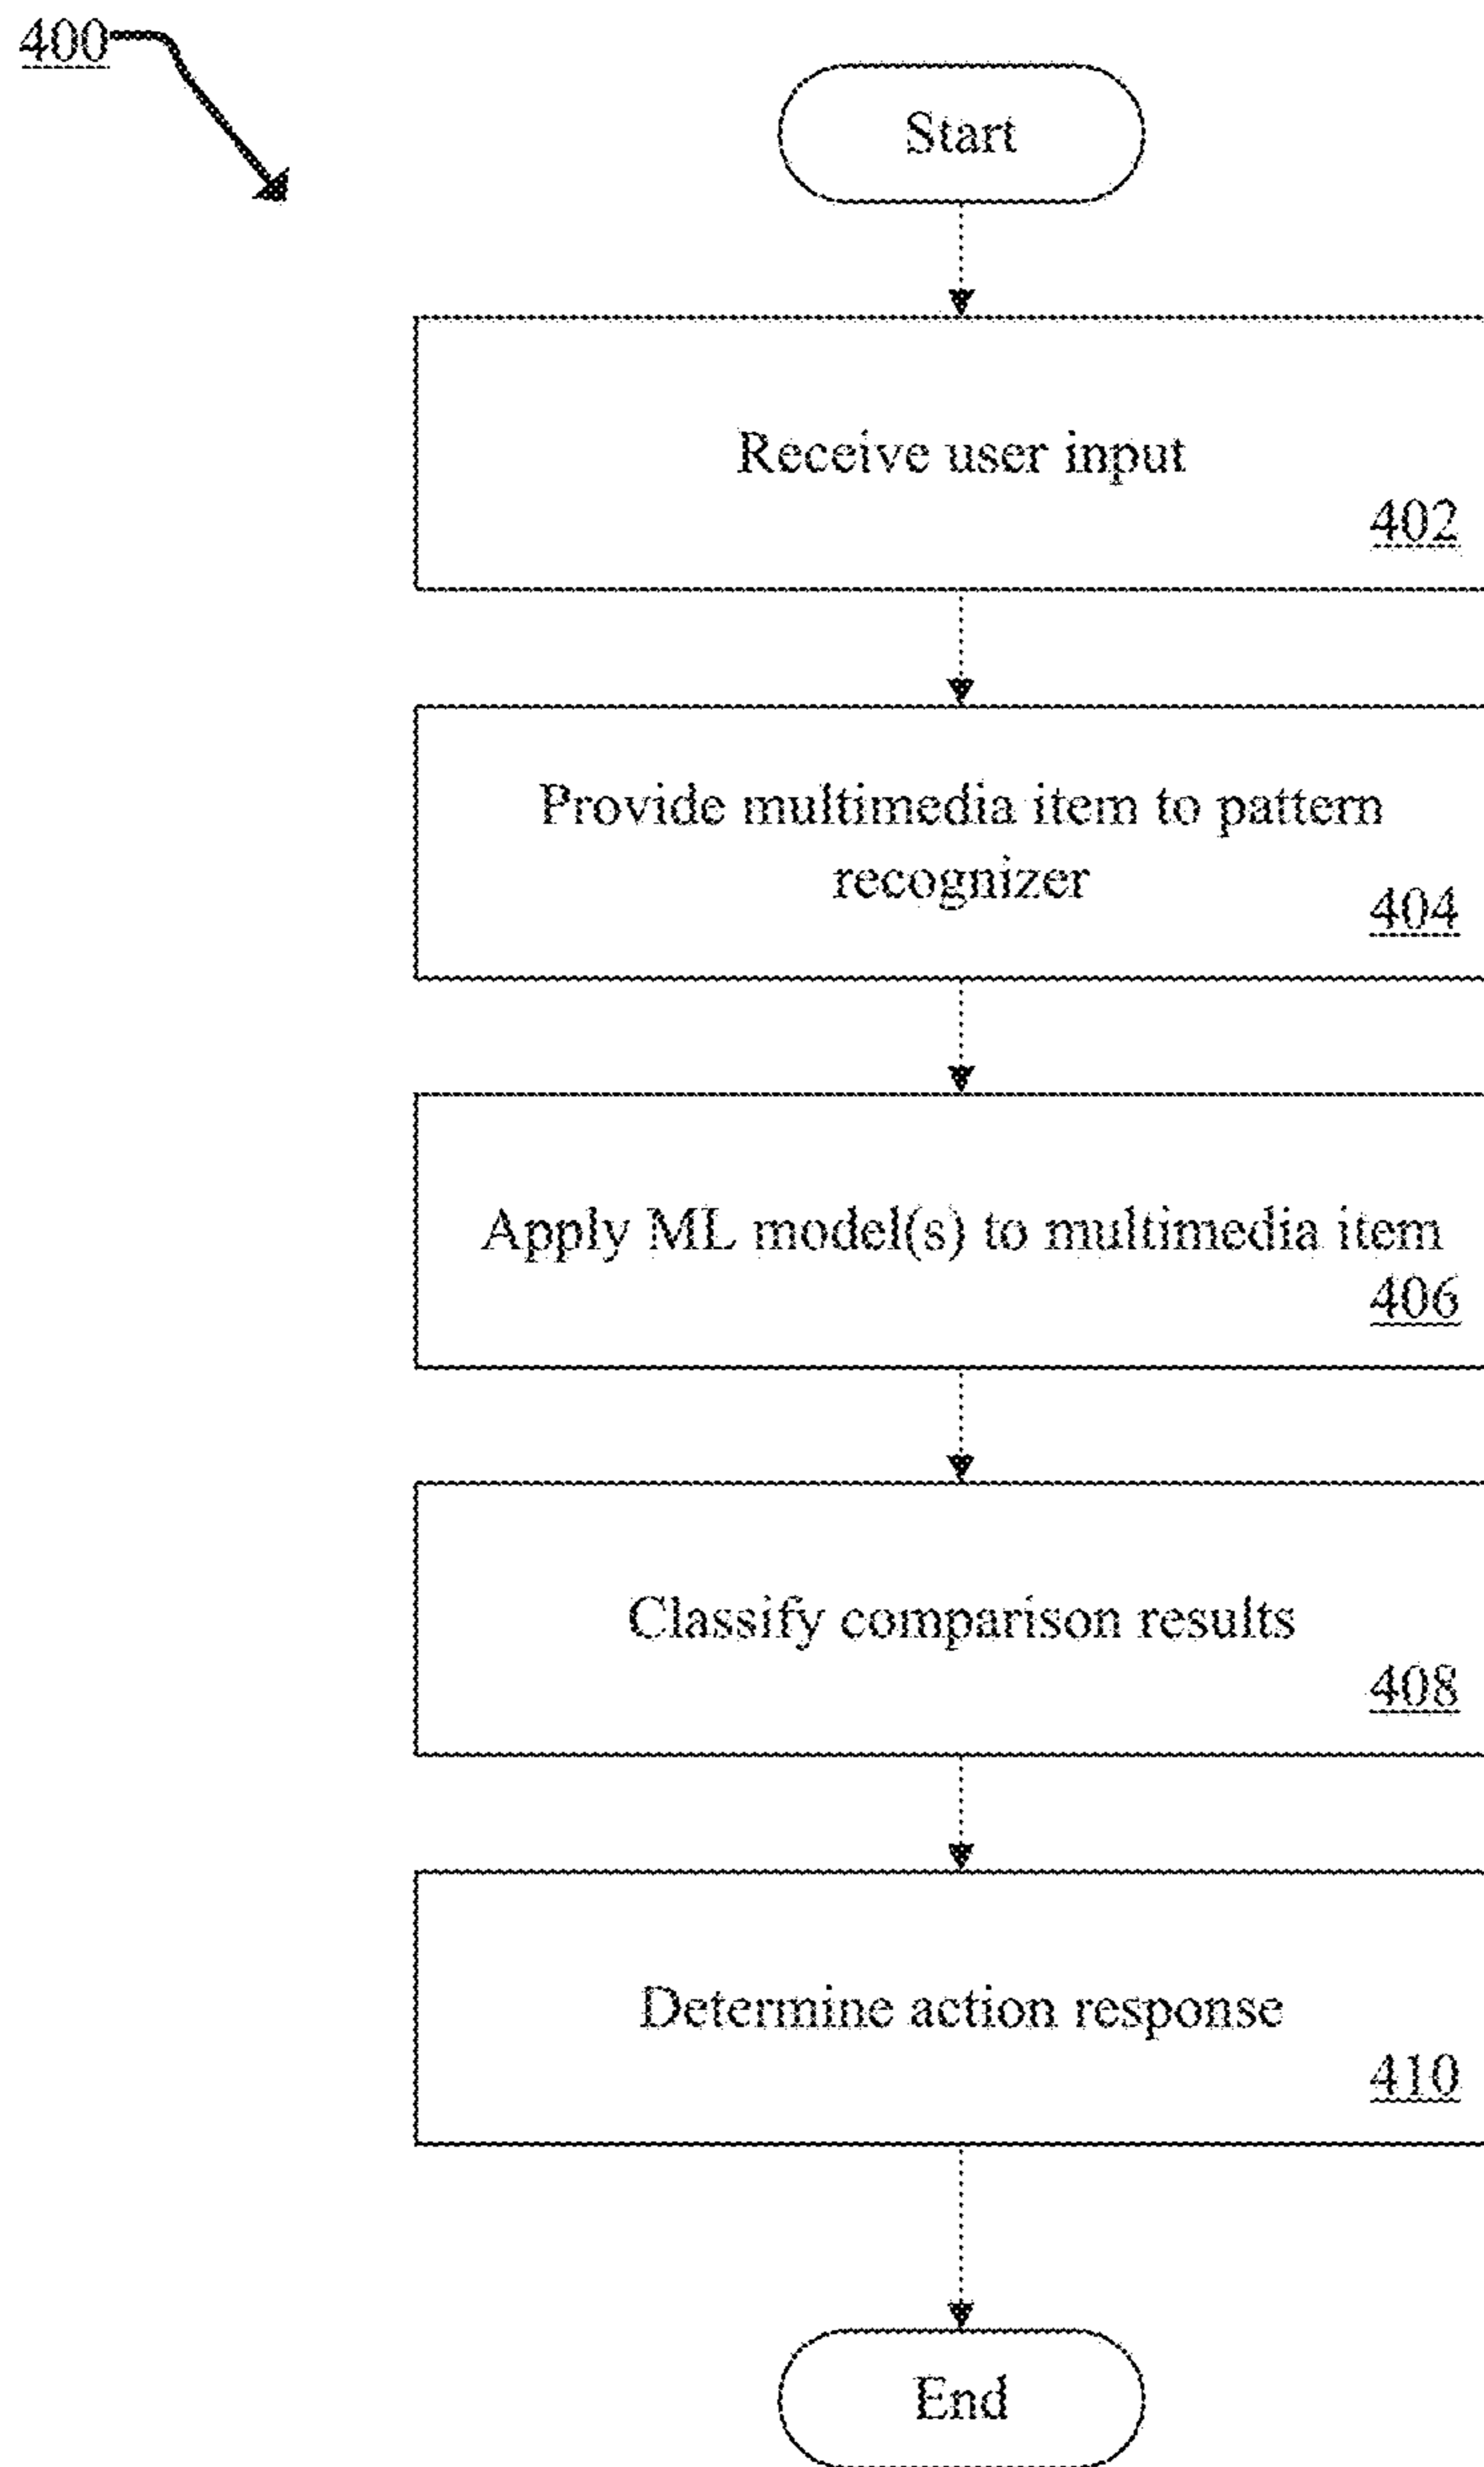 400
Start
Receive user input
402
Provide multimedia item to pattern
recognizer
404
Apply ML model(s) to multimedia item
406
Classify comparison results
408
Determine action response
410
End